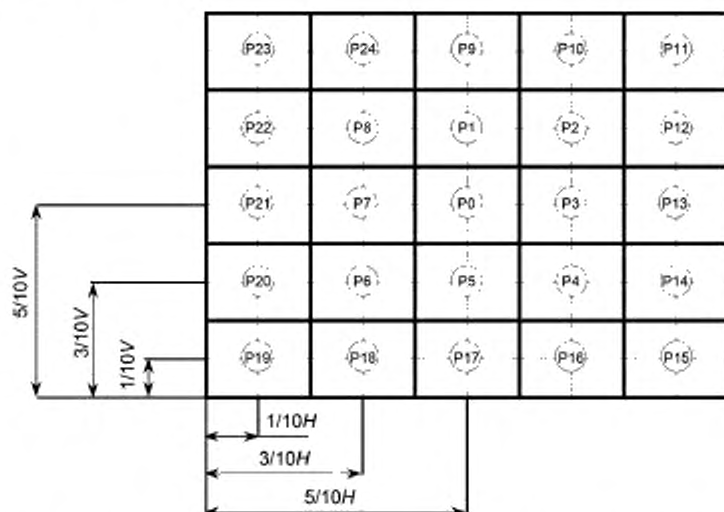 P23 P24 P9 P10 P11
P22 P8 P1 P2 P12
P21 P7 P0 P3 P13
P20 P6 P5 P4 P14
P19 P18 P17 P16 P15
5/10V
3/10V
1/10V
1/10H
3/10H
5/10H